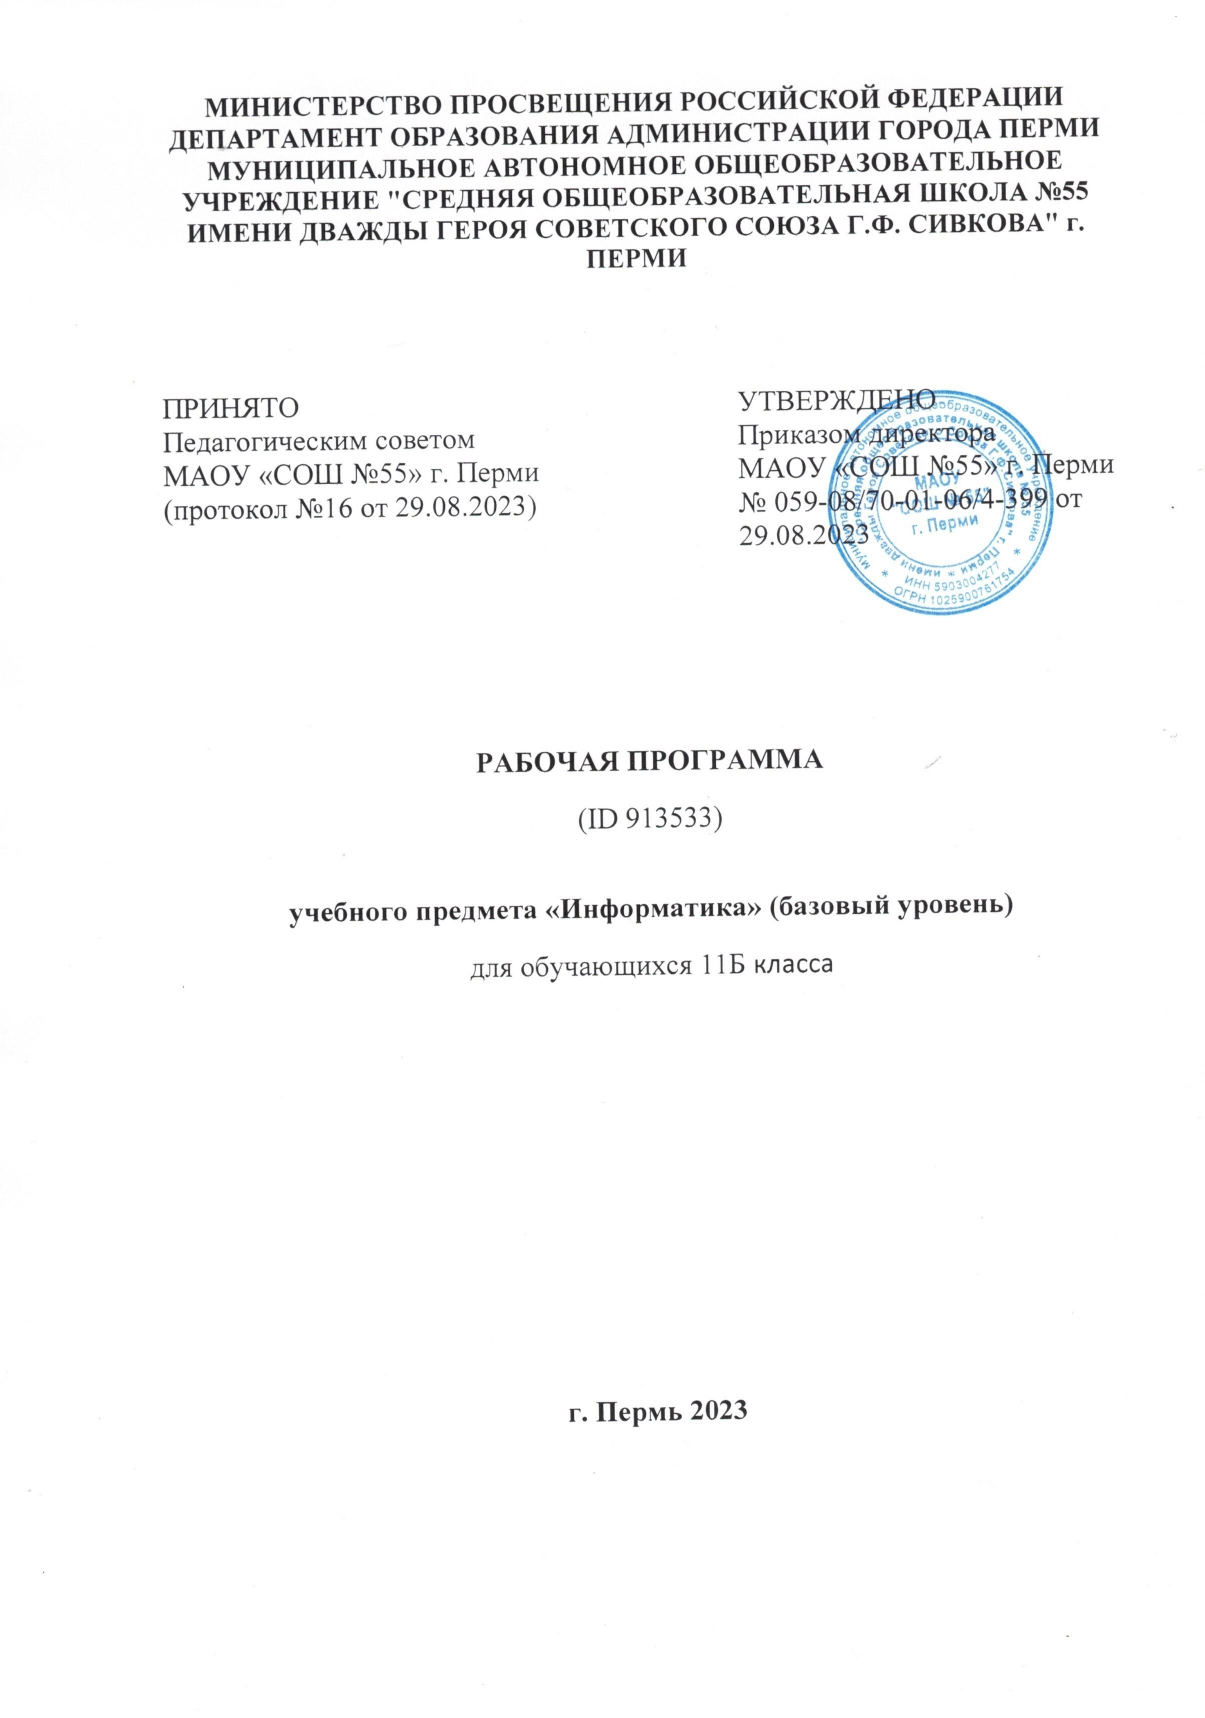 МИНИСТЕРСТВО ПРОСВЕЩЕНИЯ РОССИЙСКОЙ ФЕДЕРАЦИИ
ДЕПАРТАМЕНТ ОБРАЗОВАНИЯ АДМИНИСТРАЦИИ ГОРОДА ПЕРМИ
МУНИЦИПАЛЬНОЕ АВТОНОМНОЕ ОБЩЕОБРАЗОВАТЕЛЬНОЕ
УЧРЕЖДЕНИЕ "СРЕДНЯЯ ОБЩЕОБРАЗОВАТЕЛЬНАЯ ШКОЛА №55
ИМЕНИ ДВАЖДЫ ГЕРОЯ СОВЕТСКОГО СОЮЗА Г.Ф. СИВКОВА" г.
ПЕРМИ
ПРИНЯТО
Педагогическим советом
МАОУ «СОШ №55» г. Перми
(протокол №16 от 29.08.2023)
УТВЕРЖДЕНО
Приказом директора
МАОУ «СОШ №55» г. Перми
№ 059-08/70-01-06/4-399 от
29.08.2023
МАОУ
"СОШ № 55"
г. Перми
ИНН 5903004277
ОГРН 1025900761754
РАБОЧАЯ ПРОГРАММА
(ID 913533)
учебного предмета «Информатика» (базовый уровень)
для обучающихся 11Б класса
г. Пермь 2023